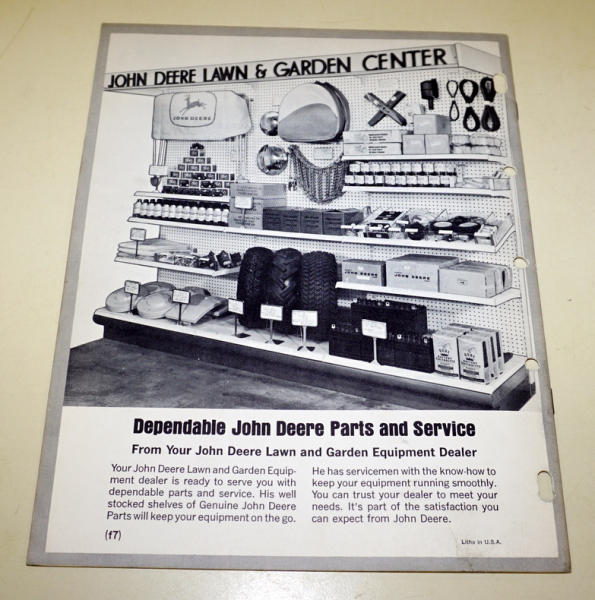 JOHN DEERE LAWN & GARDEN CENTER
JOHN DEERE
JOHN DEERE
Dependable John Deere Parts and Service
From Your John Deere Lawn and Garden Equipment Dealer
Your John Deere Lawn and Garden Equip-
ment dealer is ready to serve you with
dependable parts and service. His well
stocked shelves of Genuine John Deere
Parts will keep your equipment on the go.
He has servicemen with the know-how to
keep your equipment running smoothly.
You can trust your dealer to meet your
needs. It's part of the satisfaction you
can expect from John Deere.
(f7)
Litho in U.S.A.